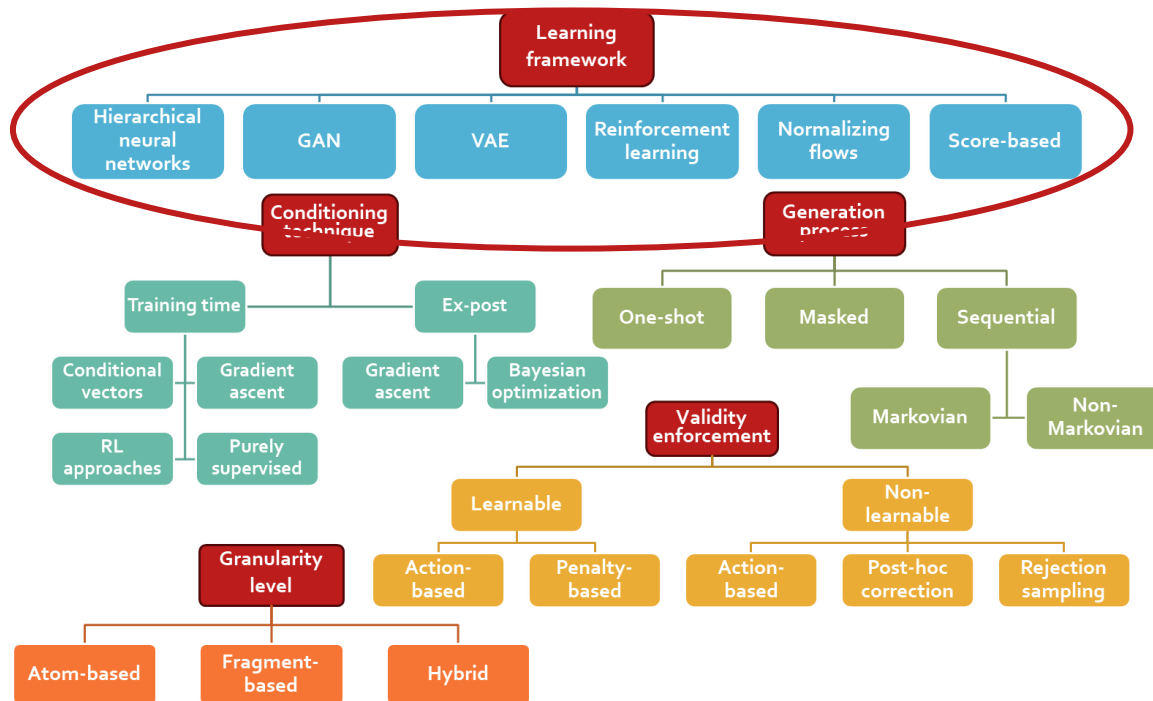 Learning
framework
Hierarchical
neural
networks
GAN
VAE
Reinforcement
learning
Normalizing
flows
Score-based
Conditioning
technique
Generation
process
Training time
Ex-post
One-shot
Masked
Sequential
Conditional
vectors
Gradient
ascent
Gradient
ascent
Bayesian
optimization
Markovian
Non-
Markovian
Validity
enforcement
RL
approaches
Purely
supervised
Learnable
Non-
learnable
Granularity
level
Action-
based
Penalty-
based
Action-
based
Post-hoc
correction
Rejection
sampling
Atom-based
Fragment-
based
Hybrid